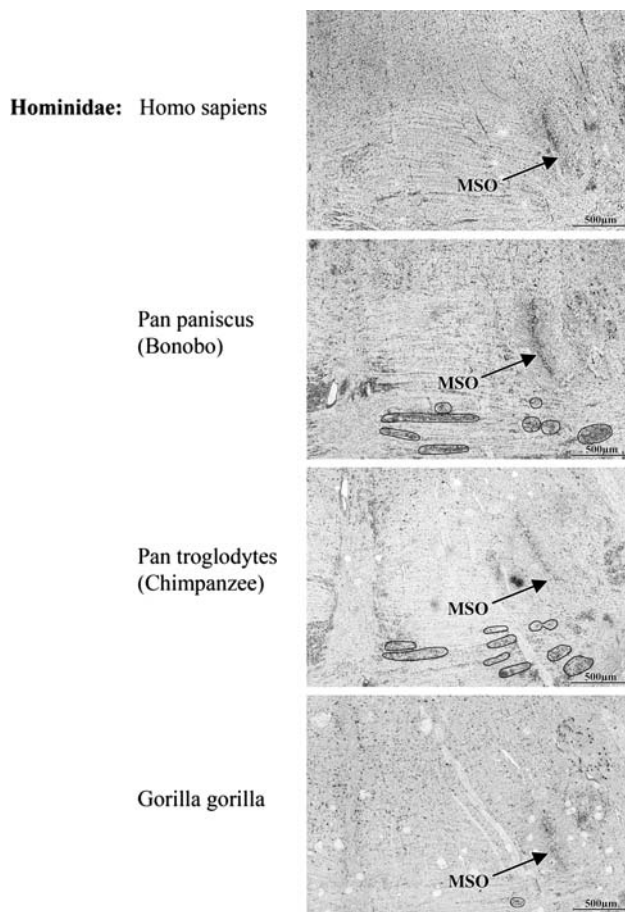 Hominidae: Homo sapiens
MSO
500µm
Pan paniscus
(Bonobo)
MSO
500µm
Pan troglodytes
(Chimpanzee)
MSO
500µm
Gorilla gorilla
MSO
500µm